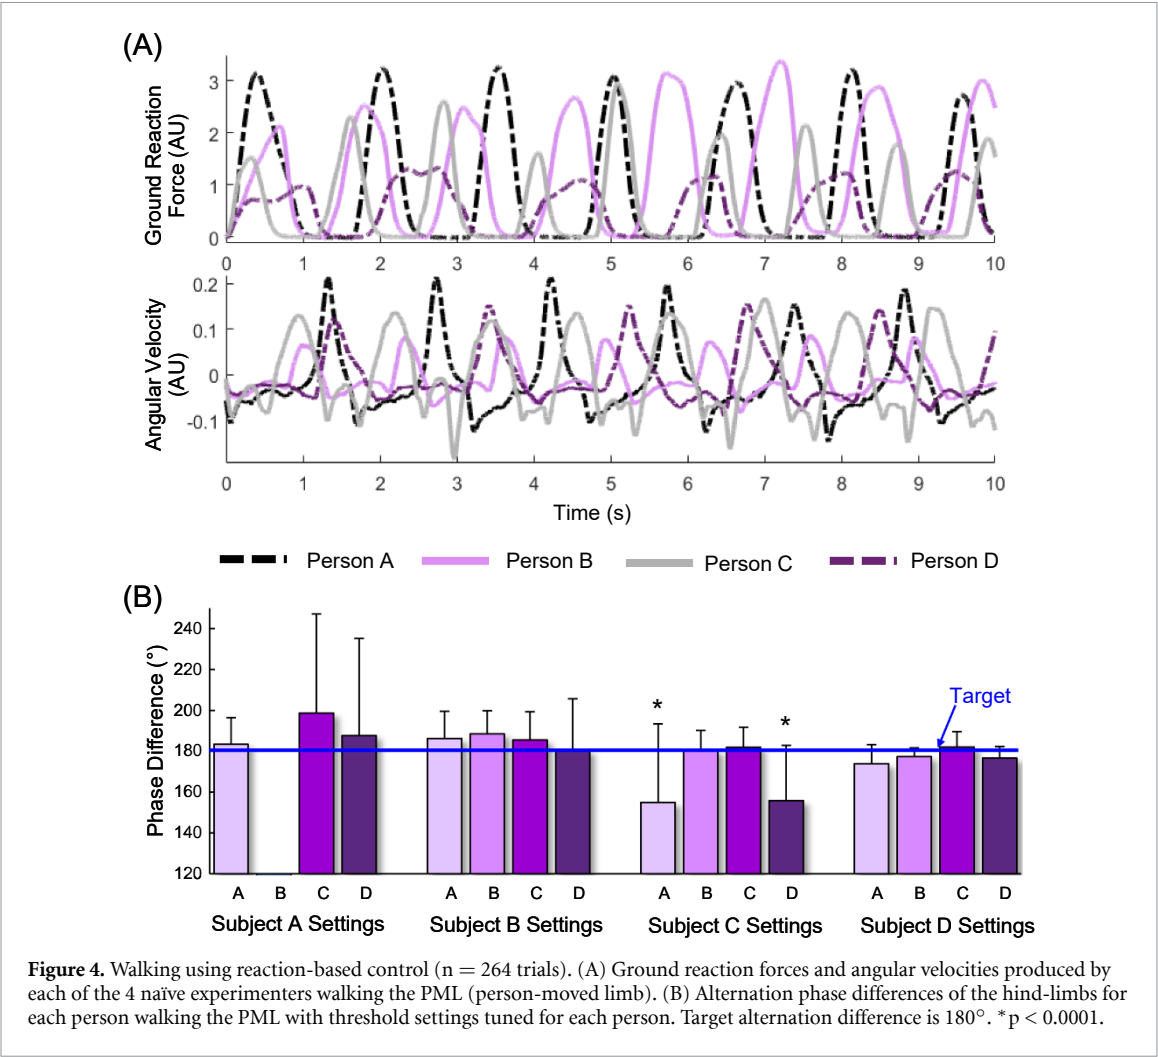 (A)
Ground Reaction
Force (AU)
3
2
1
0
0 1 2 3 4 5 6 7 8 9 10
Angular Velocity
(AU)
0.2
0.1
0
-0.1
0 1 2 3 4 5 6 7 8 9 10
Time (s)
Person A Person B Person C Person D
(B)
Phase Difference (°)
240
220
200
180
160
140
120
* *
Target
A B C D A B C D A B C D A B C D
Subject A Settings Subject B Settings Subject C Settings Subject D Settings
Figure 4. Walking using reaction-based control (n = 264 trials). (A) Ground reaction forces and angular velocities produced by
each of the 4 naïve experimenters walking the PML (person-moved limb). (B) Alternation phase differences of the hind-limbs for
each person walking the PML with threshold settings tuned for each person. Target alternation difference is 180°. *p < 0.0001.